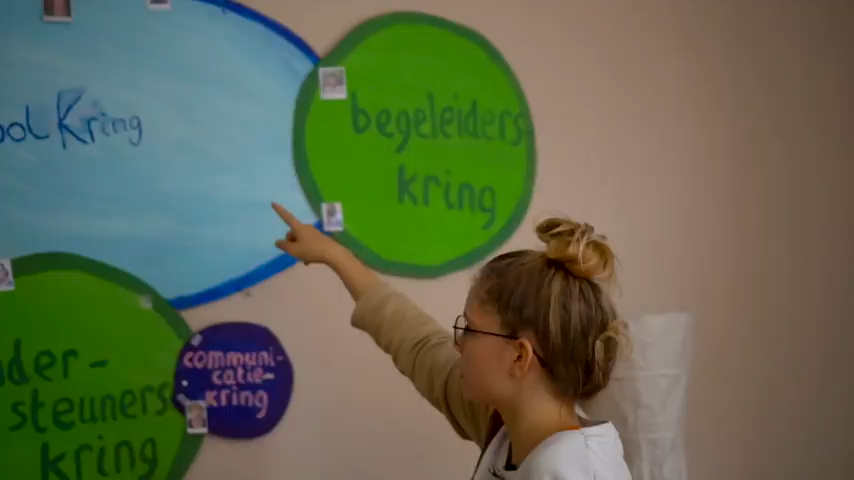 ool Kring
begeleiders-
kring
communi-
catie-
kring
der-
steuners
kring